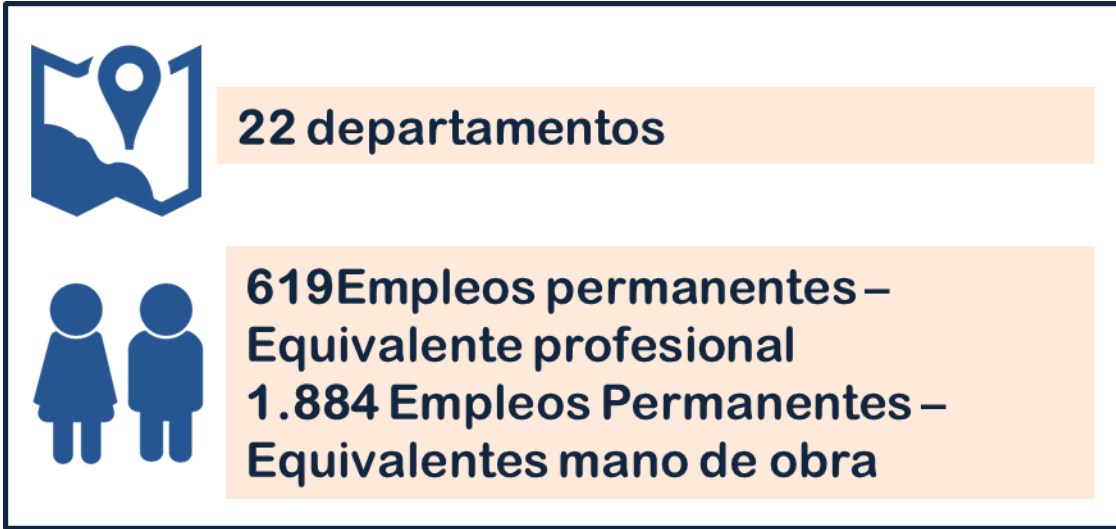 22 departamentos
619Empleos permanentes –
Equivalente profesional
1.884 Empleos Permanentes –
Equivalentes mano de obra